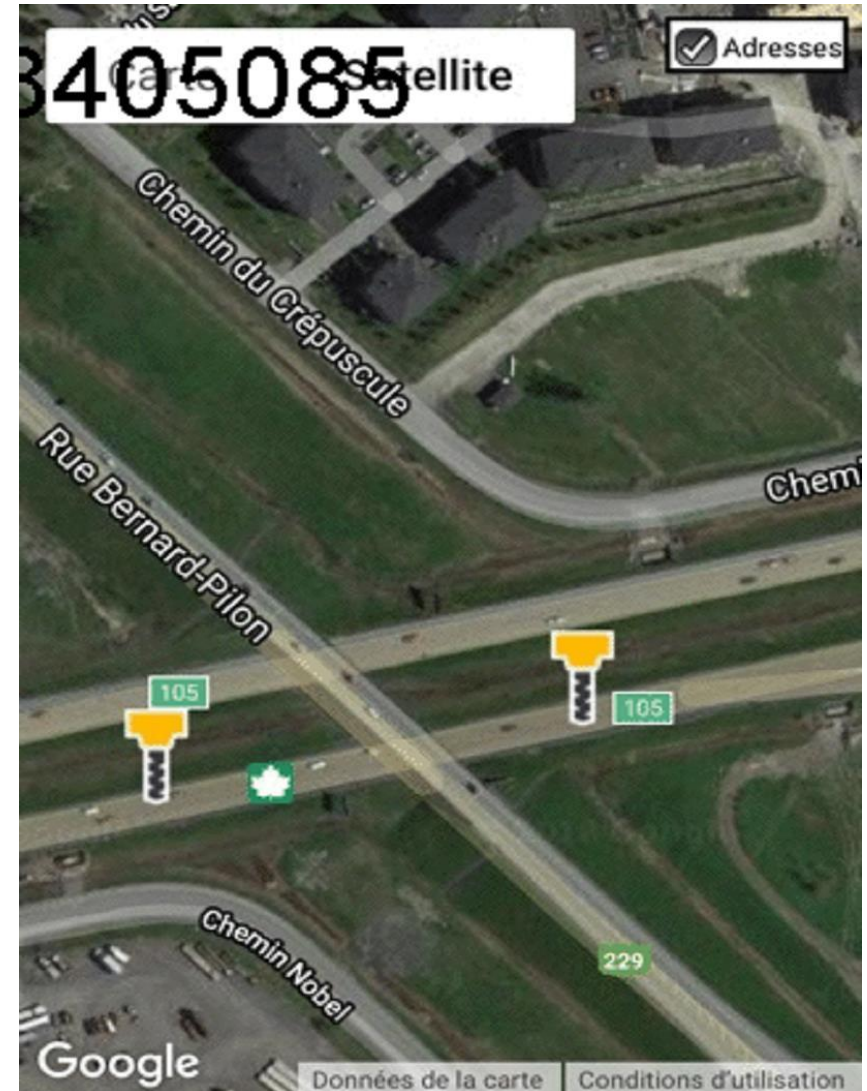 Adresses
405085
Satellite
Chemin du Crépuscule
Chemi
Rue Bernard-Pilon
105
105
229
Chemin Nobel
Google
Données de la carte
Conditions d'utilisation